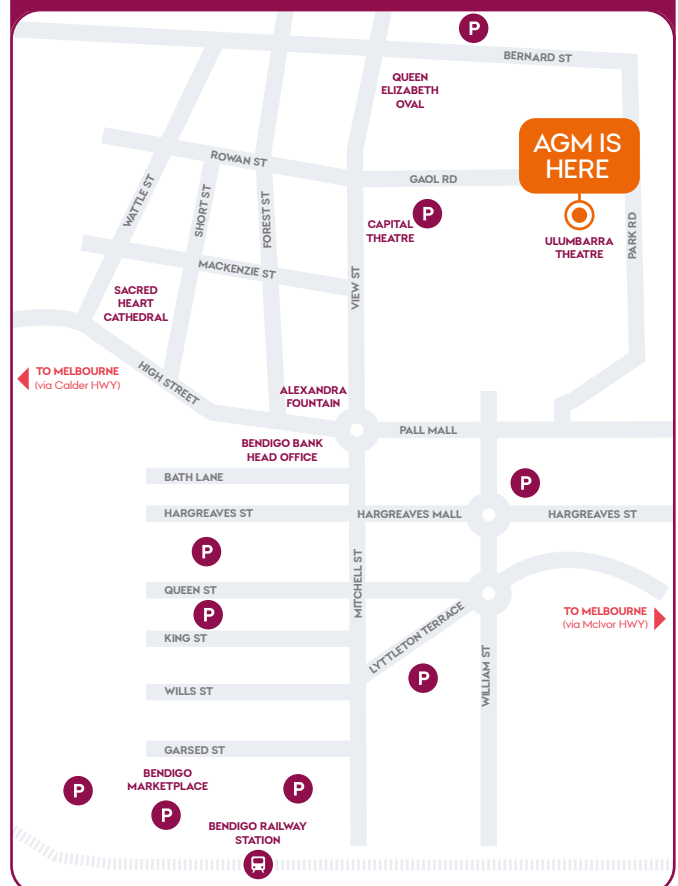 P
BERNARD ST
QUEEN
ELIZABETH
OVAL
AGM IS
HERE
ROWAN ST
GAOL RD
WATTLE ST
SHORT ST
FOREST ST
CAPITAL
THEATRE
P
ULUMBARRA
THEATRE
PARK RD
MACKENZIE ST
VIEW ST
SACRED
HEART
CATHEDRAL
TO MELBOURNE
(via Calder HWY)
HIGH STREET
ALEXANDRA
FOUNTAIN
PALL MALL
BENDIGO BANK
HEAD OFFICE
BATH LANE
P
HARGREAVES ST
HARGREAVES MALL
HARGREAVES ST
P
MITCHELL ST
QUEEN ST
P
TO MELBOURNE
(via McIvor HWY)
KING ST
LYTTLETON TERRACE
WILLIAM ST
P
WILLS ST
GARSED ST
BENDIGO
MARKETPLACE
P
P
P
BENDIGO RAILWAY
STATION